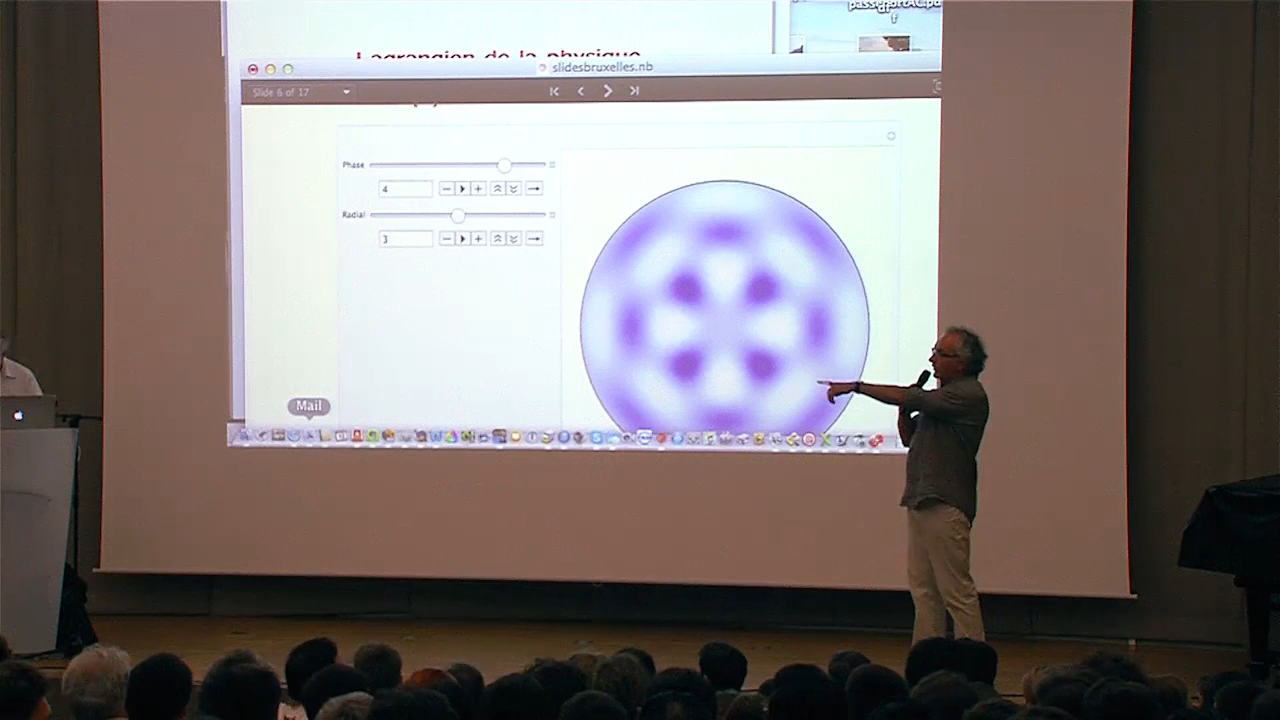 Lagrangien de la physique
slidesbruxelles.nb
Slide 6 of 17
Phase
4
Radial
3
Mail